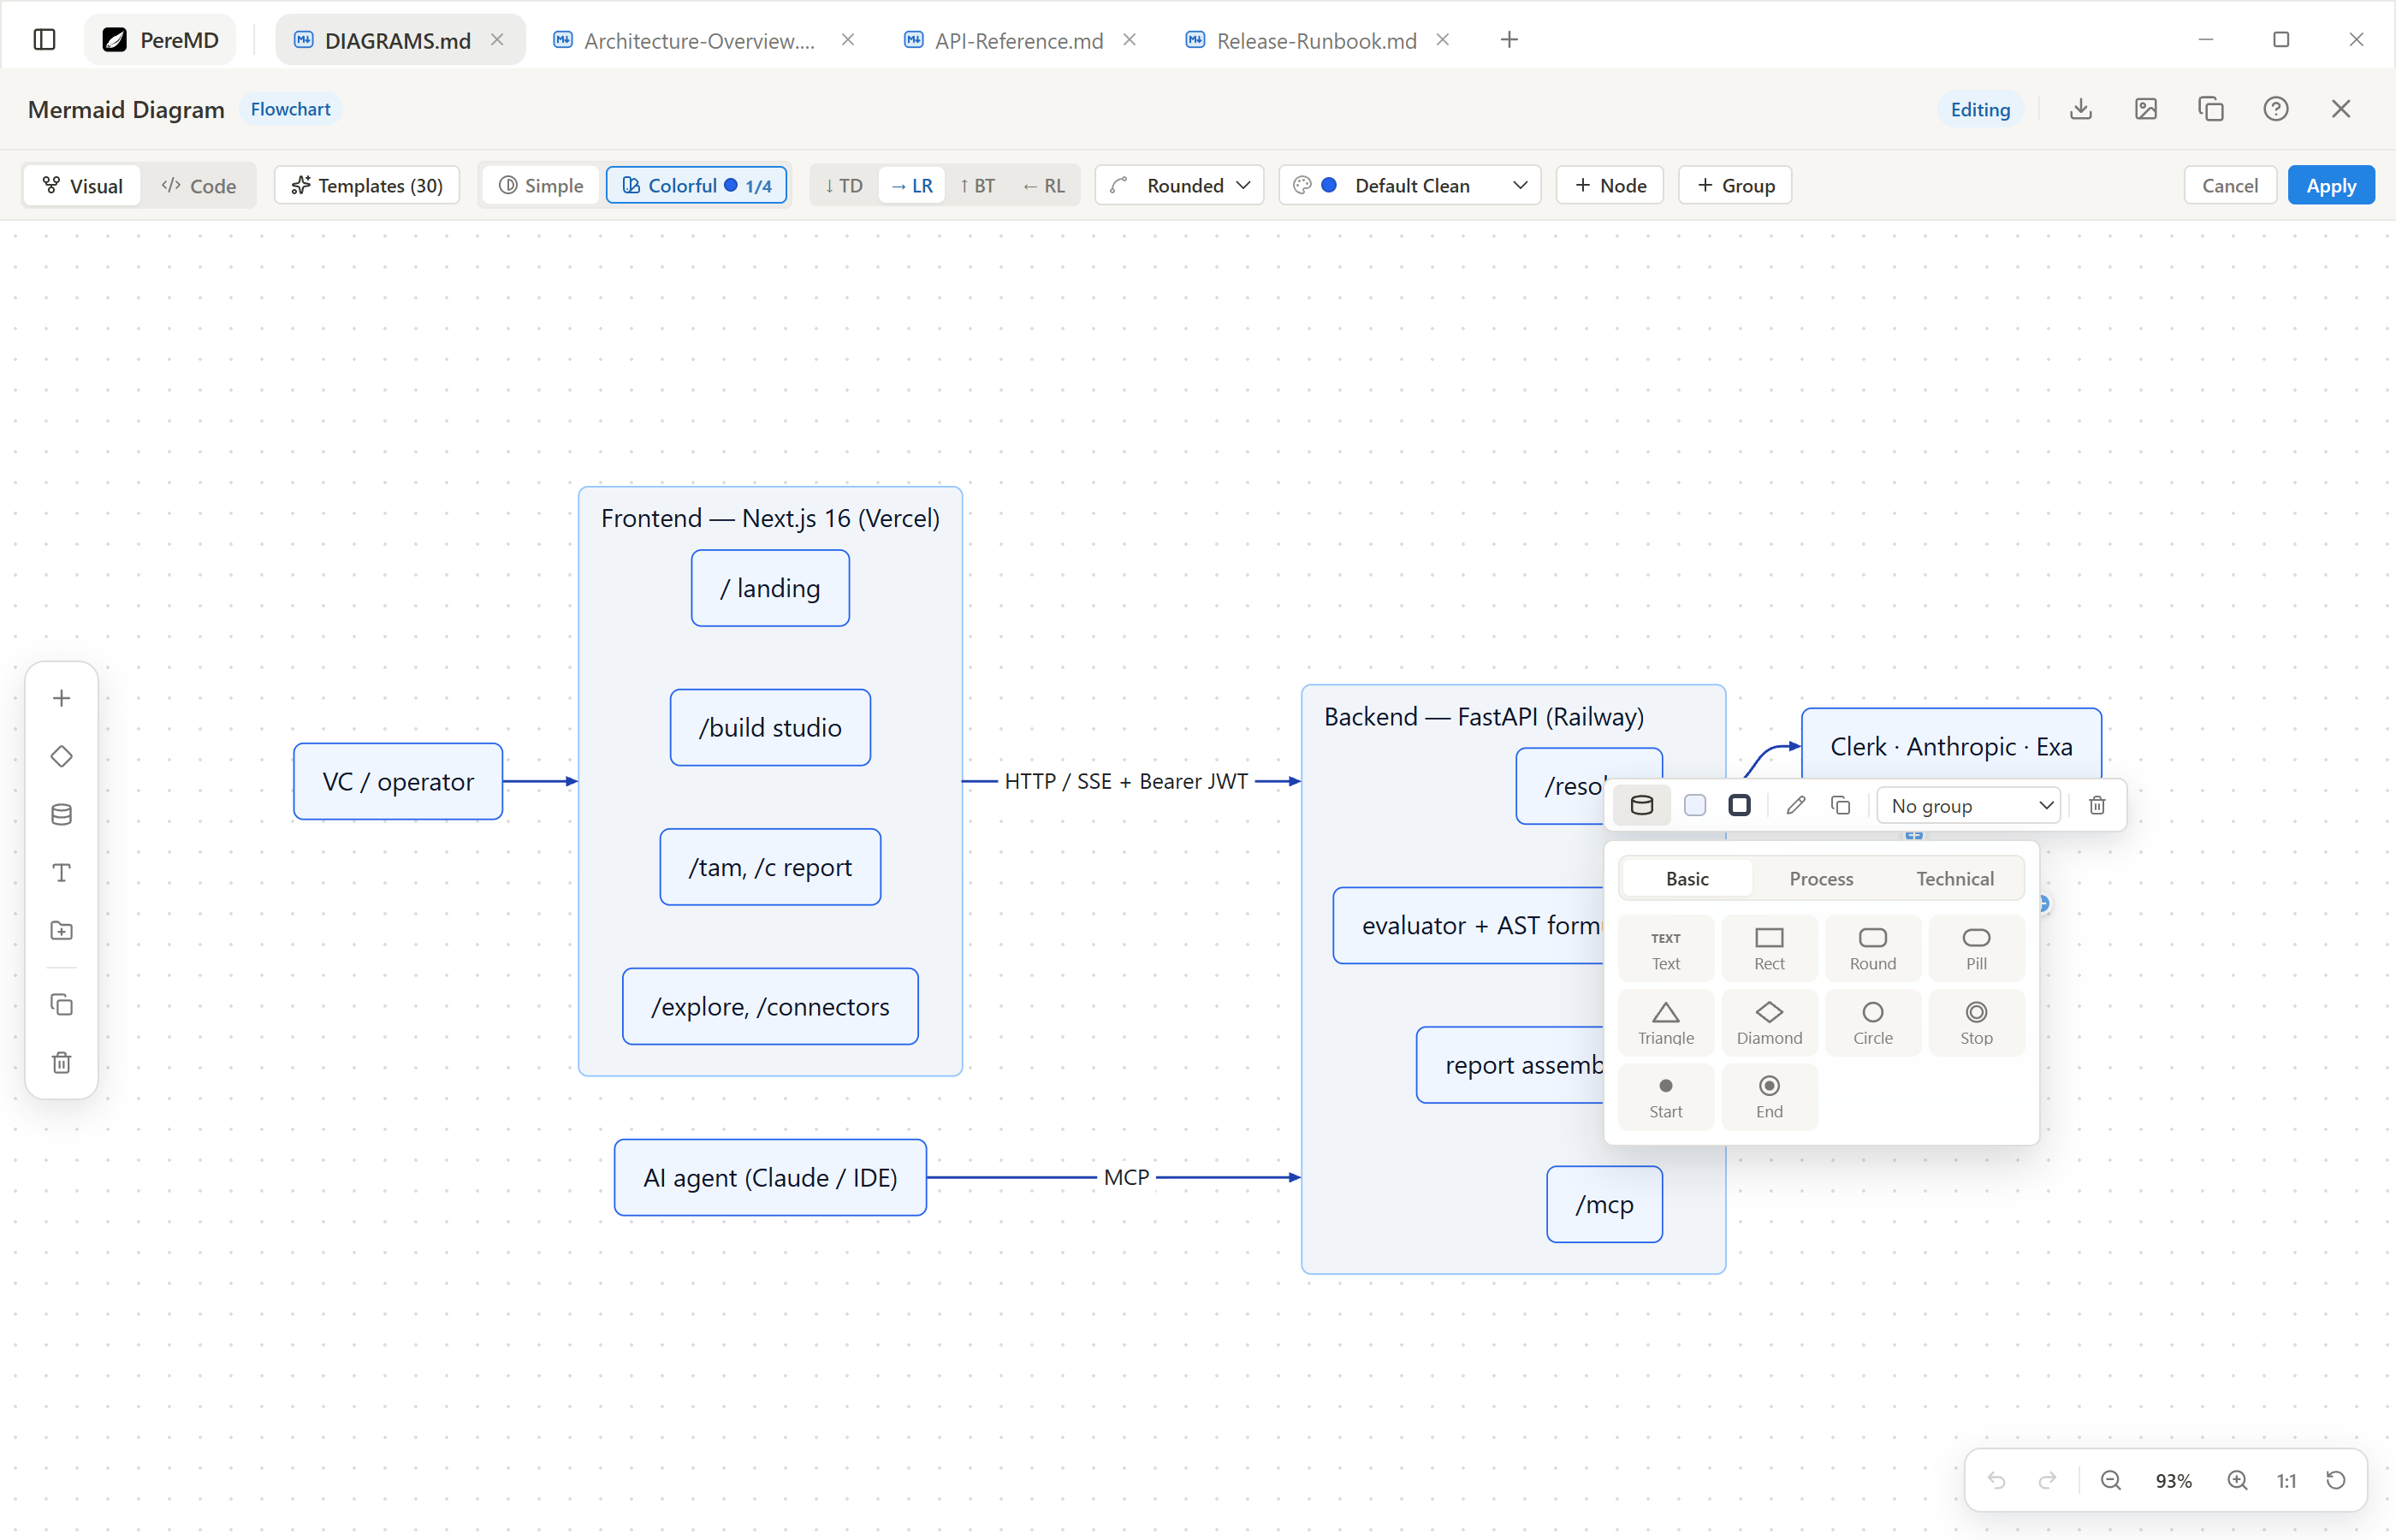 PereMD
DIAGRAMS.md
Architecture-Overview....
API-Reference.md
Release-Runbook.md
Mermaid Diagram
Flowchart
Editing
Visual
</> Code
Templates (30)
Simple
Colorful 1/4
↓ TD
→ LR
↑ BT
← RL
Rounded
Default Clean
+ Node
+ Group
Cancel
Apply
Frontend — Next.js 16 (Vercel)
/ landing
/build studio
/tam, /c report
/explore, /connectors
VC / operator
HTTP / SSE + Bearer JWT
AI agent (Claude / IDE)
MCP
Backend — FastAPI (Railway)
/reso
evaluator + AST form
report assemb
/mcp
Clerk · Anthropic · Exa
No group
Basic
Process
Technical
TEXT
Text
Rect
Round
Pill
Triangle
Diamond
Circle
Stop
Start
End
93%
1:1